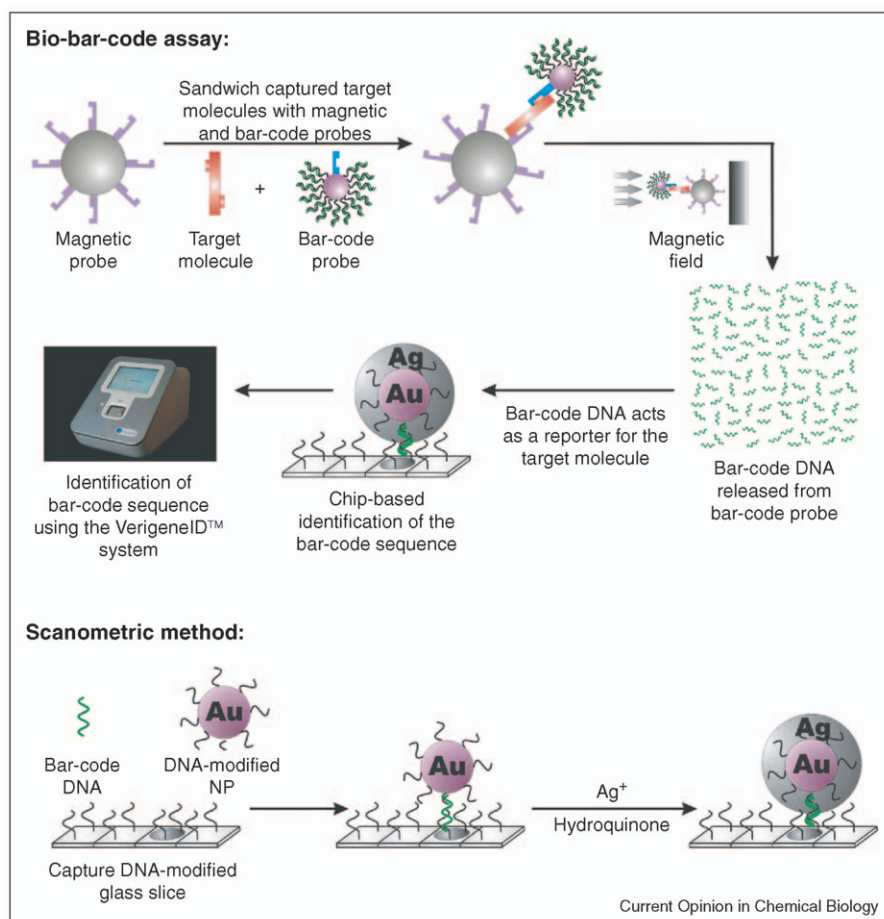 Bio-bar-code assay:
Sandwich captured target
molecules with magnetic
and bar-code probes
+
Magnetic
probe
Target
molecule
Bar-code
probe
Magnetic
field
Ag
Au
Bar-code DNA acts
as a reporter for the
target molecule
Bar-code DNA
released from
bar-code probe
Identification of
bar-code sequence
using the VerigeneID™
system
Chip-based
identification of the
bar-code sequence
Scanometric method:
Au
Bar-code
DNA
DNA-modified
NP
Capture DNA-modified
glass slice
Au
Ag⁺
Hydroquinone
Ag
Au
Current Opinion in Chemical Biology